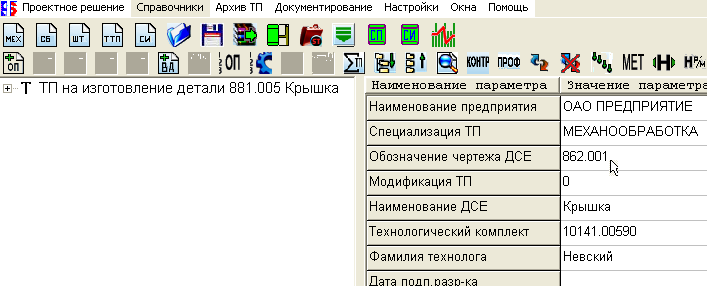 Проектное решение Справочники Архив ТП Документирование Настройки Окна Помощь
МЕХ СБ ШТ ТТП СИ СП СИ
ОП ВА ОП ТП КОНТР ПРОФ МЕТ Н Н
Т ТП на изготовление детали 881.005 Крышка
Наименование параметра Значение параметра
Наименование предприятия ОАО ПРЕДПРИЯТИЕ
Специализация ТП МЕХАНООБРАБОТКА
Обозначение чертежа ДСЕ 862.001
Модификация ТП 0
Наименование ДСЕ Крышка
Технологический комплект 10141.00590
Фамилия технолога Невский
Дата подп.разр-ка